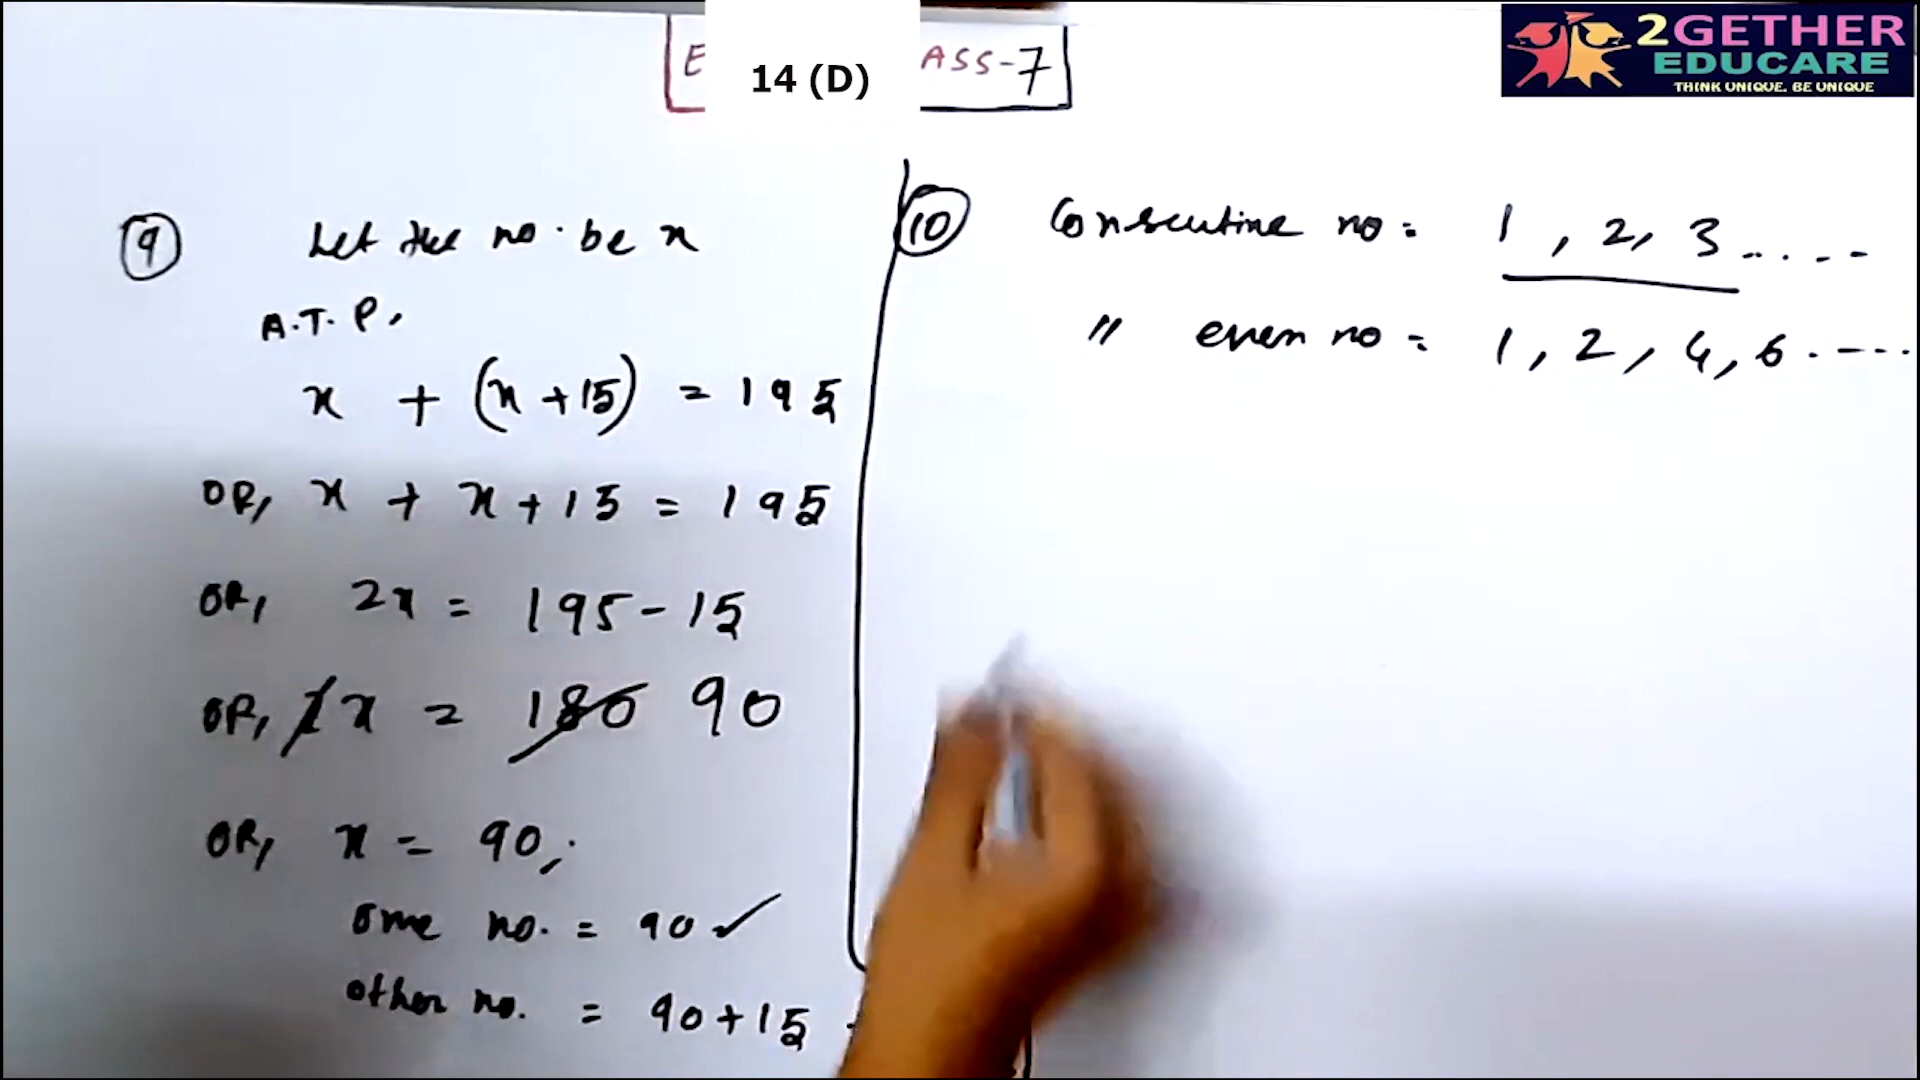 E
14 (D)
ASS-7
2GETHER
EDUCARE
THINK UNIQUE. BE UNIQUE
9 Let the no. be x
A.T.P,
x + (x+15) = 195
OR, x + x+15 = 195
OR, 2x = 195-15
OR, 2x = 180 90
OR, x = 90,
one no. = 90 ✓
other no. = 90+15
10 Consecutive no = 1, 2, 3.....
" even no = 1, 2, 4, 6.----